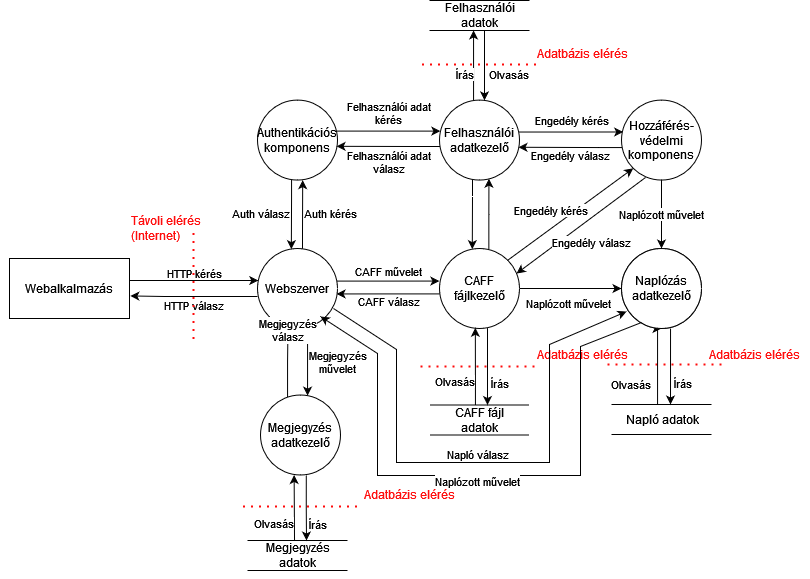 Felhasználói
adatok
Adatbázis elérés
Írás
Olvasás
Felhasználói adat
kérés
Authentikációs
komponens
Felhasználói
adatkezelő
Engedély kérés
Engedély válasz
Hozzáférés-
védelmi
komponens
Felhasználói adat
válasz
Auth válasz
Auth kérés
Engedély kérés
Engedély válasz
Naplózott művelet
Távoli elérés
(Internet)
Webalkalmazás
HTTP kérés
HTTP válasz
Webszerver
CAFF művelet
CAFF válasz
CAFF
fájlkezelő
Naplózott művelet
Naplózás
adatkezelő
Megjegyzés
válasz
Megjegyzés
művelet
Adatbázis elérés
Adatbázis elérés
Olvasás
Írás
Olvasás
Írás
CAFF fájl
adatok
Napló adatok
Megjegyzés
adatkezelő
Napló válasz
Naplózott művelet
Adatbázis elérés
Olvasás
Írás
Megjegyzés
adatok